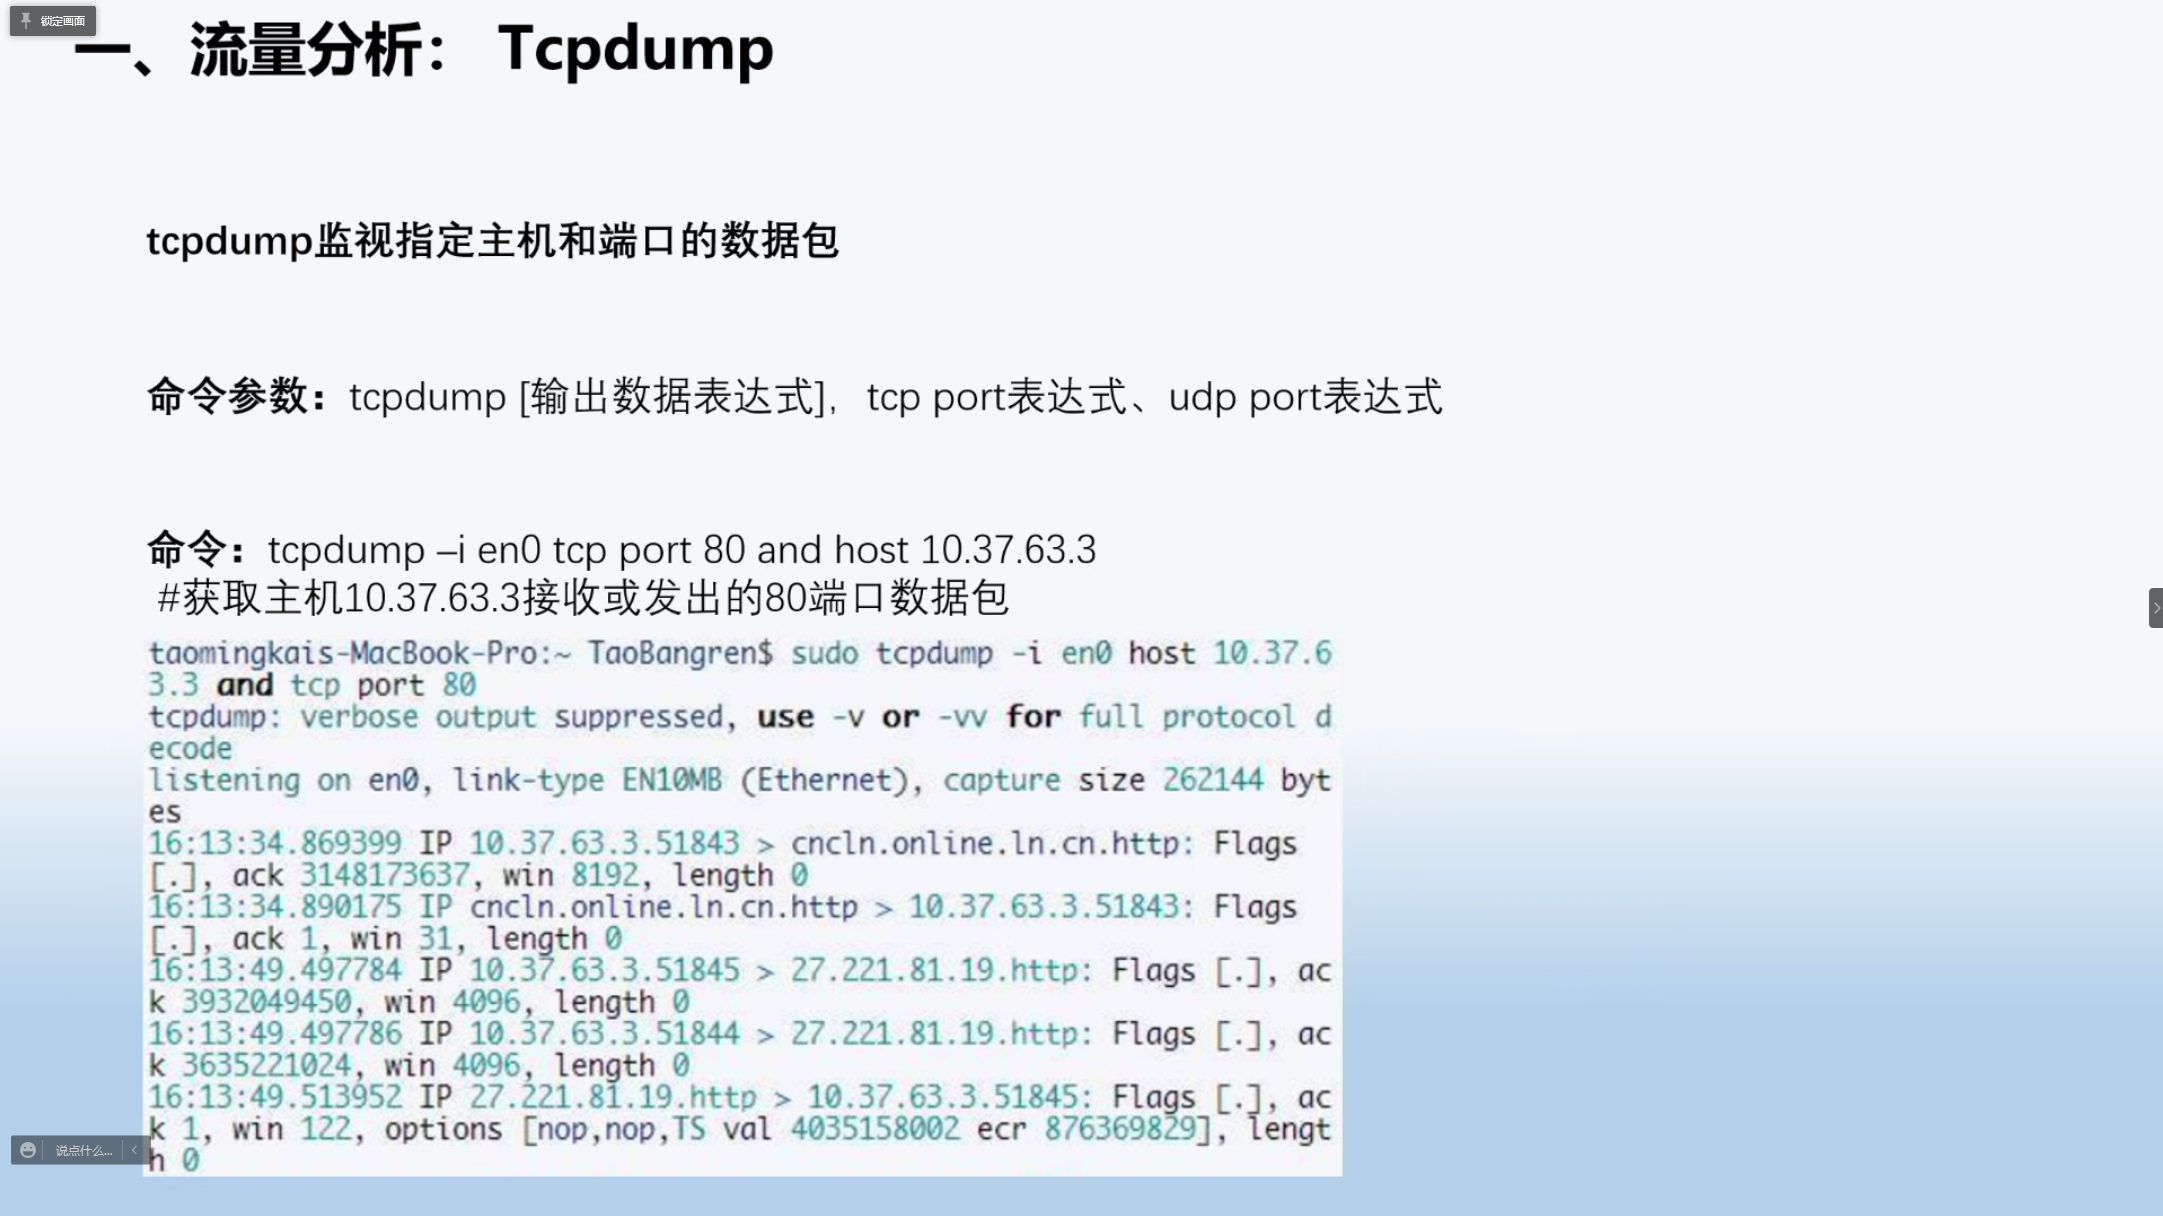 锁定画面
一、流量分析： Tcpdump
tcpdump监视指定主机和端口的数据包
命令参数：tcpdump [输出数据表达式]，tcp port表达式、udp port表达式
命令：tcpdump –i en0 tcp port 80 and host 10.37.63.3
#获取主机10.37.63.3接收或发出的80端口数据包
taomingkais-MacBook-Pro:~ TaoBangren$ sudo tcpdump -i en0 host 10.37.6
3.3 and tcp port 80
tcpdump: verbose output suppressed, use -v or -vv for full protocol d
ecode
listening on en0, link-type EN10MB (Ethernet), capture size 262144 byt
es
16:13:34.869399 IP 10.37.63.3.51843 > cncln.online.ln.cn.http: Flags
[.], ack 3148173637, win 8192, length 0
16:13:34.890175 IP cncln.online.ln.cn.http > 10.37.63.3.51843: Flags
[.], ack 1, win 31, length 0
16:13:49.497784 IP 10.37.63.3.51845 > 27.221.81.19.http: Flags [.], ac
k 3932049450, win 4096, length 0
16:13:49.497786 IP 10.37.63.3.51844 > 27.221.81.19.http: Flags [.], ac
k 3635221024, win 4096, length 0
16:13:49.513952 IP 27.221.81.19.http > 10.37.63.3.51845: Flags [.], ac
k 1, win 122, options [nop,nop,TS val 4035158002 ecr 876369829], lengt
h 0
说点什么...